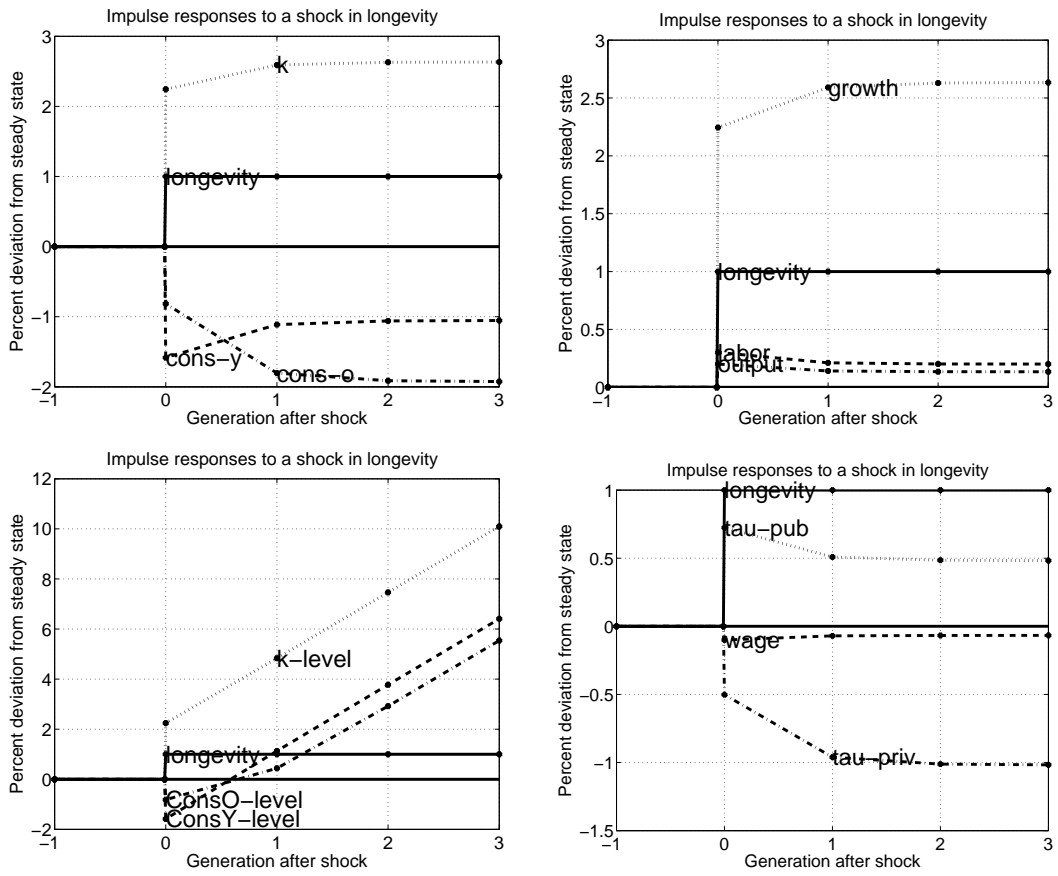 Impulse responses to a shock in longevity
3
2
1
0
−1
−2
−1
0
1
2
3
k
longevity
cons−y
cons−o
Percent deviation from steady state
Generation after shock
Impulse responses to a shock in longevity
3
2.5
2
1.5
1
0.5
0
−1
0
1
2
3
growth
longevity
labor
output
Percent deviation from steady state
Generation after shock
Impulse responses to a shock in longevity
12
10
8
6
4
2
0
−2
−1
0
1
2
3
k−level
longevity
ConsO−level
ConsY−level
Percent deviation from steady state
Generation after shock
Impulse responses to a shock in longevity
1
0.5
0
−0.5
−1
−1.5
−1
0
1
2
3
longevity
tau−pub
wage
tau−priv
Percent deviation from steady state
Generation after shock